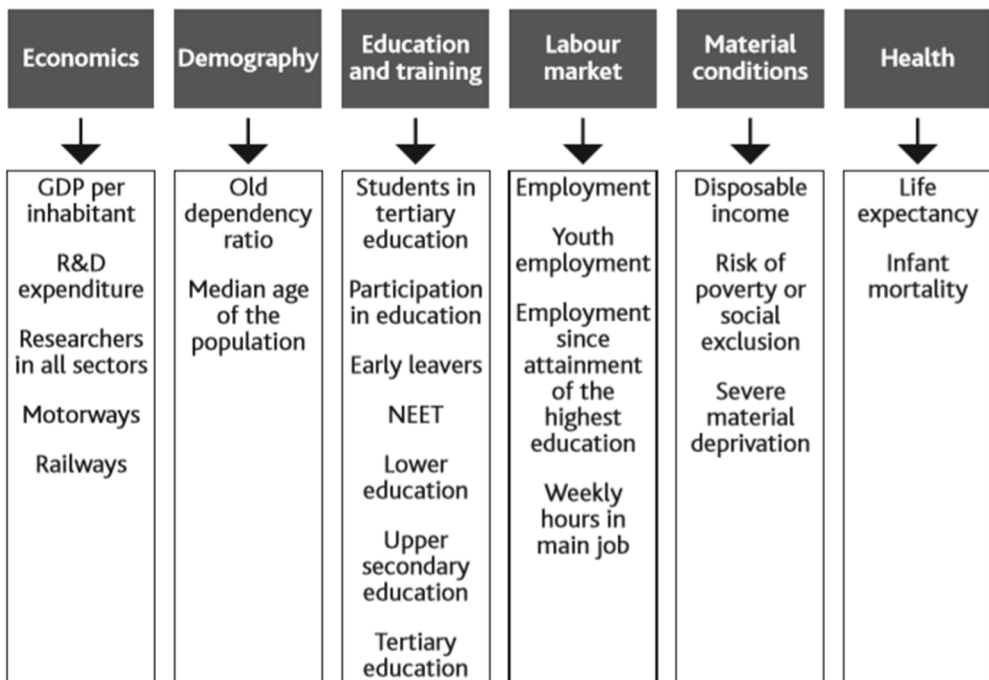 Economics
GDP per
inhabitant
R&D
expenditure
Researchers
in all sectors
Motorways
Railways
Demography
Old
dependency
ratio
Median age
of the
population
Education
and training
Students in
tertiary
education
Participation
in education
Early leavers
NEET
Lower
education
Upper
secondary
education
Tertiary
education
Labour
market
Employment
Youth
employment
Employment
since
attainment
of the
highest
education
Weekly
hours in
main job
Material
conditions
Disposable
income
Risk of
poverty or
social
exclusion
Severe
material
deprivation
Health
Life
expectancy
Infant
mortality